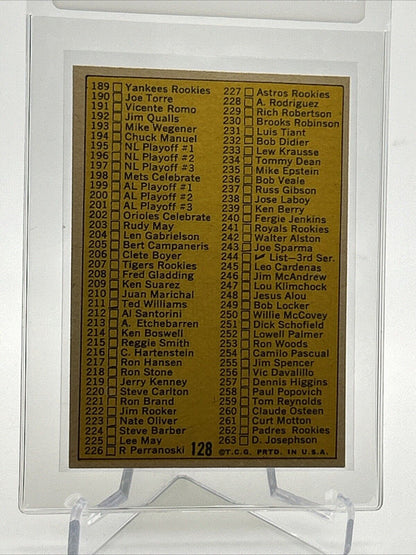 189 Yankees Rookies
190 Joe Torre
191 Vicente Romo
192 Jim Qualls
193 Mike Wegener
194 Chuck Manuel
195 NL Playoff #1
196 NL Playoff #2
197 NL Playoff #3
198 Mets Celebrate
199 AL Playoff #1
200 AL Playoff #2
201 AL Playoff #3
202 Orioles Celebrate
203 Rudy May
204 Len Gabrielson
205 Bert Campaneris
206 Clete Boyer
207 Tigers Rookies
208 Fred Gladding
209 Ken Suarez
210 Juan Marichal
211 Ted Williams
212 Al Santorini
213 A. Etchebarren
214 Ken Boswell
215 Reggie Smith
216 C. Hartenstein
217 Ron Hansen
218 Ron Stone
219 Jerry Kenney
220 Steve Carlton
221 Ron Brand
222 Jim Rooker
223 Nate Oliver
224 Steve Barber
225 Lee May
226 R Perranoski
227 Astros Rookies
228 A. Rodriguez
229 Rich Robertson
230 Brooks Robinson
231 Luis Tiant
232 Bob Didier
233 Lew Krausse
234 Tommy Dean
235 Mike Epstein
236 Bob Veale
237 Russ Gibson
238 Jose Laboy
239 Ken Berry
240 Fergie Jenkins
241 Royals Rookies
242 Walter Alston
243 Joe Sparma
244 List—3rd Ser.
245 Leo Cardenas
246 Jim McAndrew
247 Lou Klimchock
248 Jesus Alou
249 Bob Locker
250 Willie McCovey
251 Dick Schofield
252 Lowell Palmer
253 Ron Woods
254 Camilo Pascual
255 Jim Spencer
256 Vic Davalillo
257 Dennis Higgins
258 Paul Popovich
259 Tom Reynolds
260 Claude Osteen
261 Curt Motton
262 Padres Rookies
263 D. Josephson
128 ©T.C.G. PRTD. IN U.S.A.